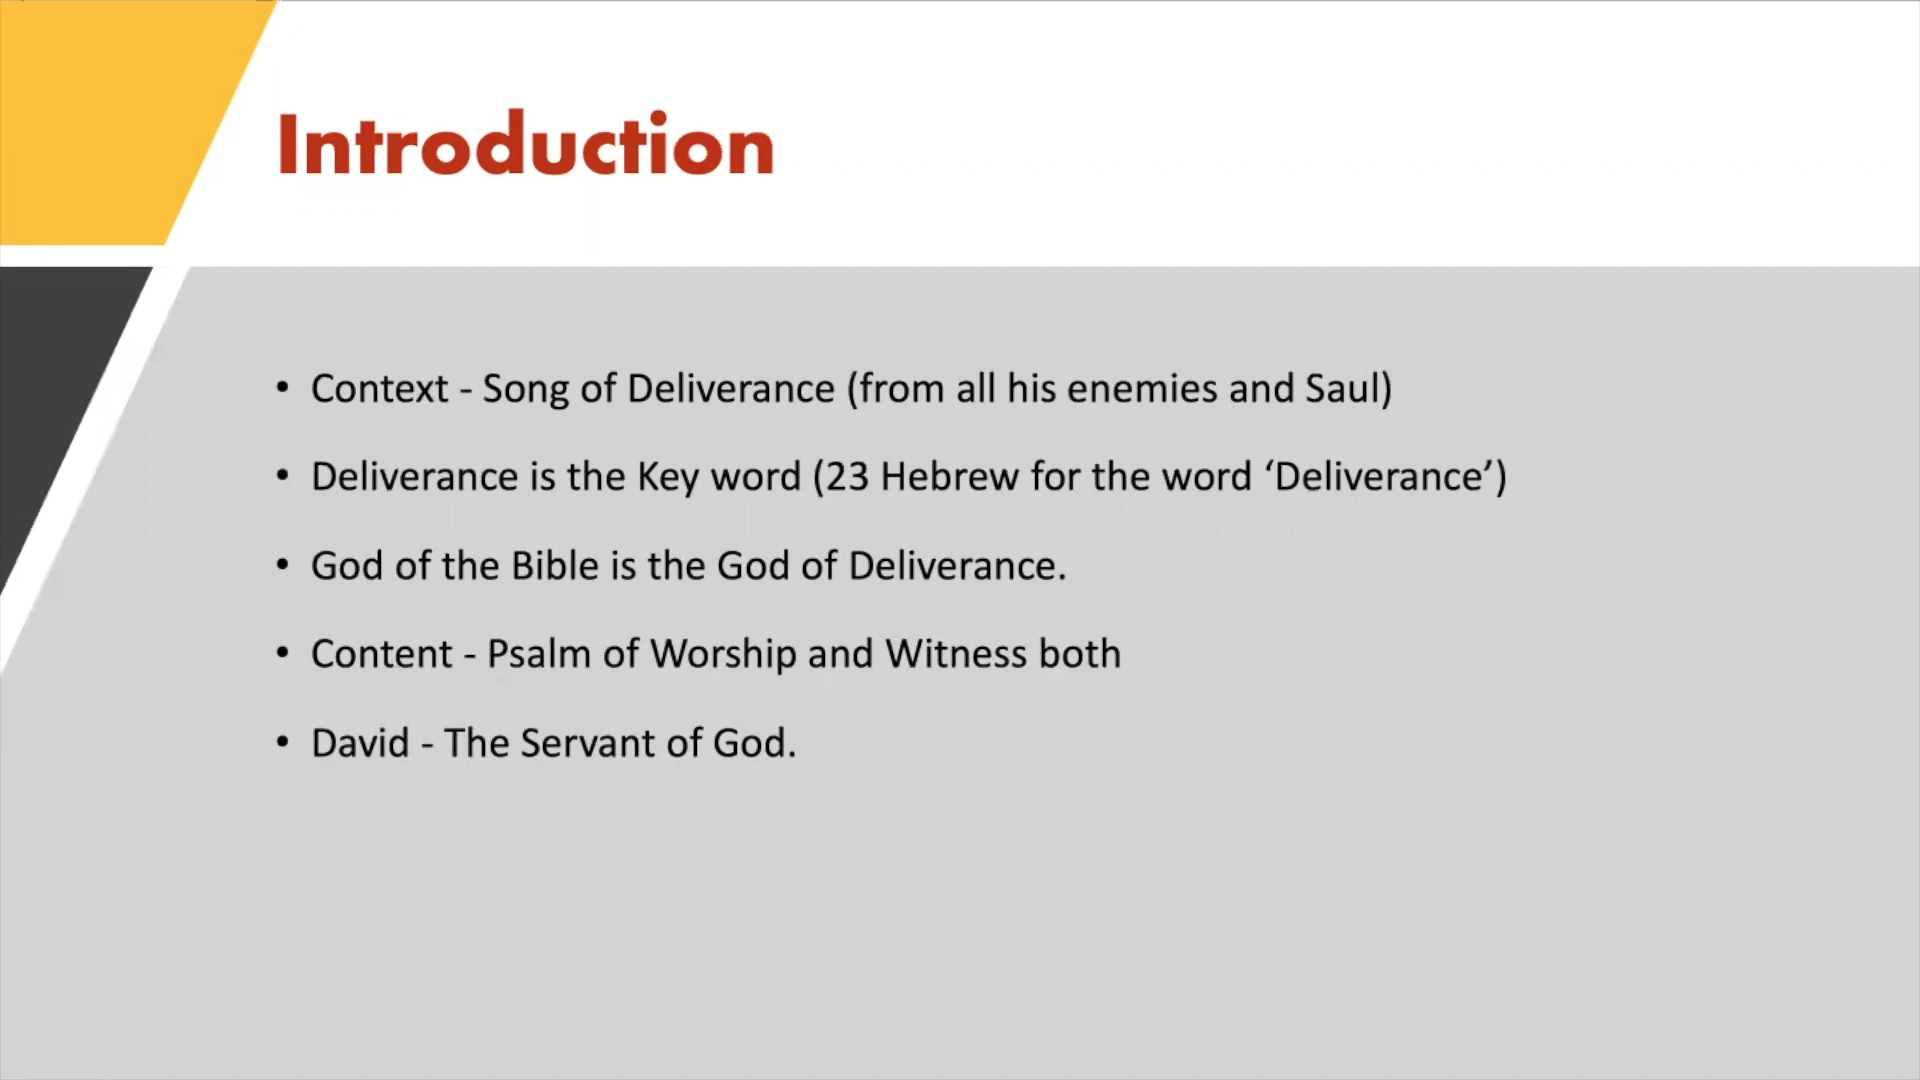 Introduction
• Context - Song of Deliverance (from all his enemies and Saul)
• Deliverance is the Key word (23 Hebrew for the word ‘Deliverance’)
• God of the Bible is the God of Deliverance.
• Content - Psalm of Worship and Witness both
• David - The Servant of God.